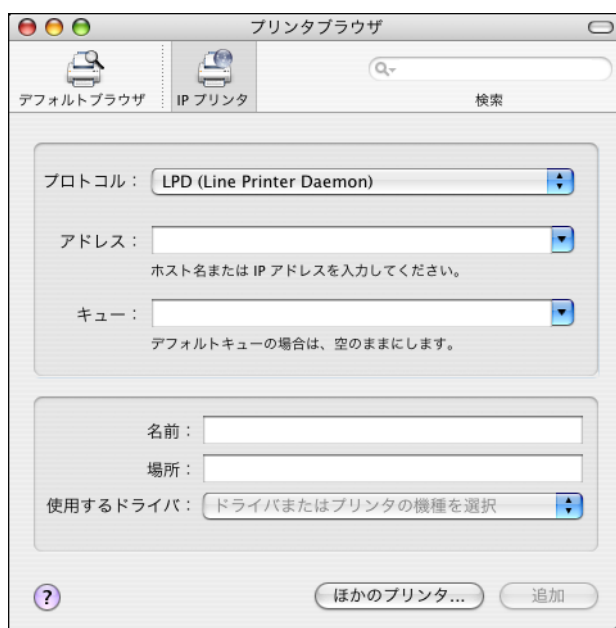 プリンタブラウザ
デフォルトブラウザ
IP プリンタ
検索
プロトコル：
LPD (Line Printer Daemon)
アドレス：
ホスト名または IP アドレスを入力してください。
キュー：
デフォルトキューの場合は、空のままにします。
名前：
場所：
使用するドライバ：
ドライバまたはプリンタの機種を選択
?
ほかのプリンタ...
追加